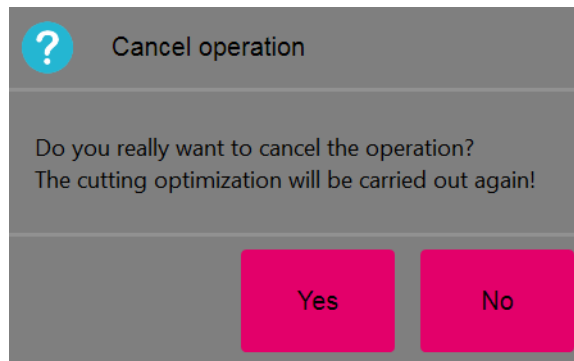 ?
Cancel operation
Do you really want to cancel the operation?
The cutting optimization will be carried out again!
Yes
No